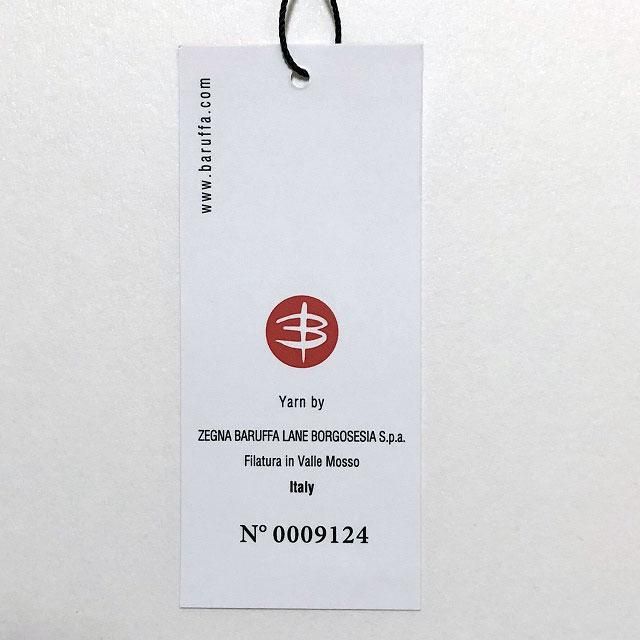 www.baruffa.com
B
Yarn by
ZEGNA BARUFFA LANE BORGOSESIA S.p.a.
Filatura in Valle Mosso
Italy
N° 0009124